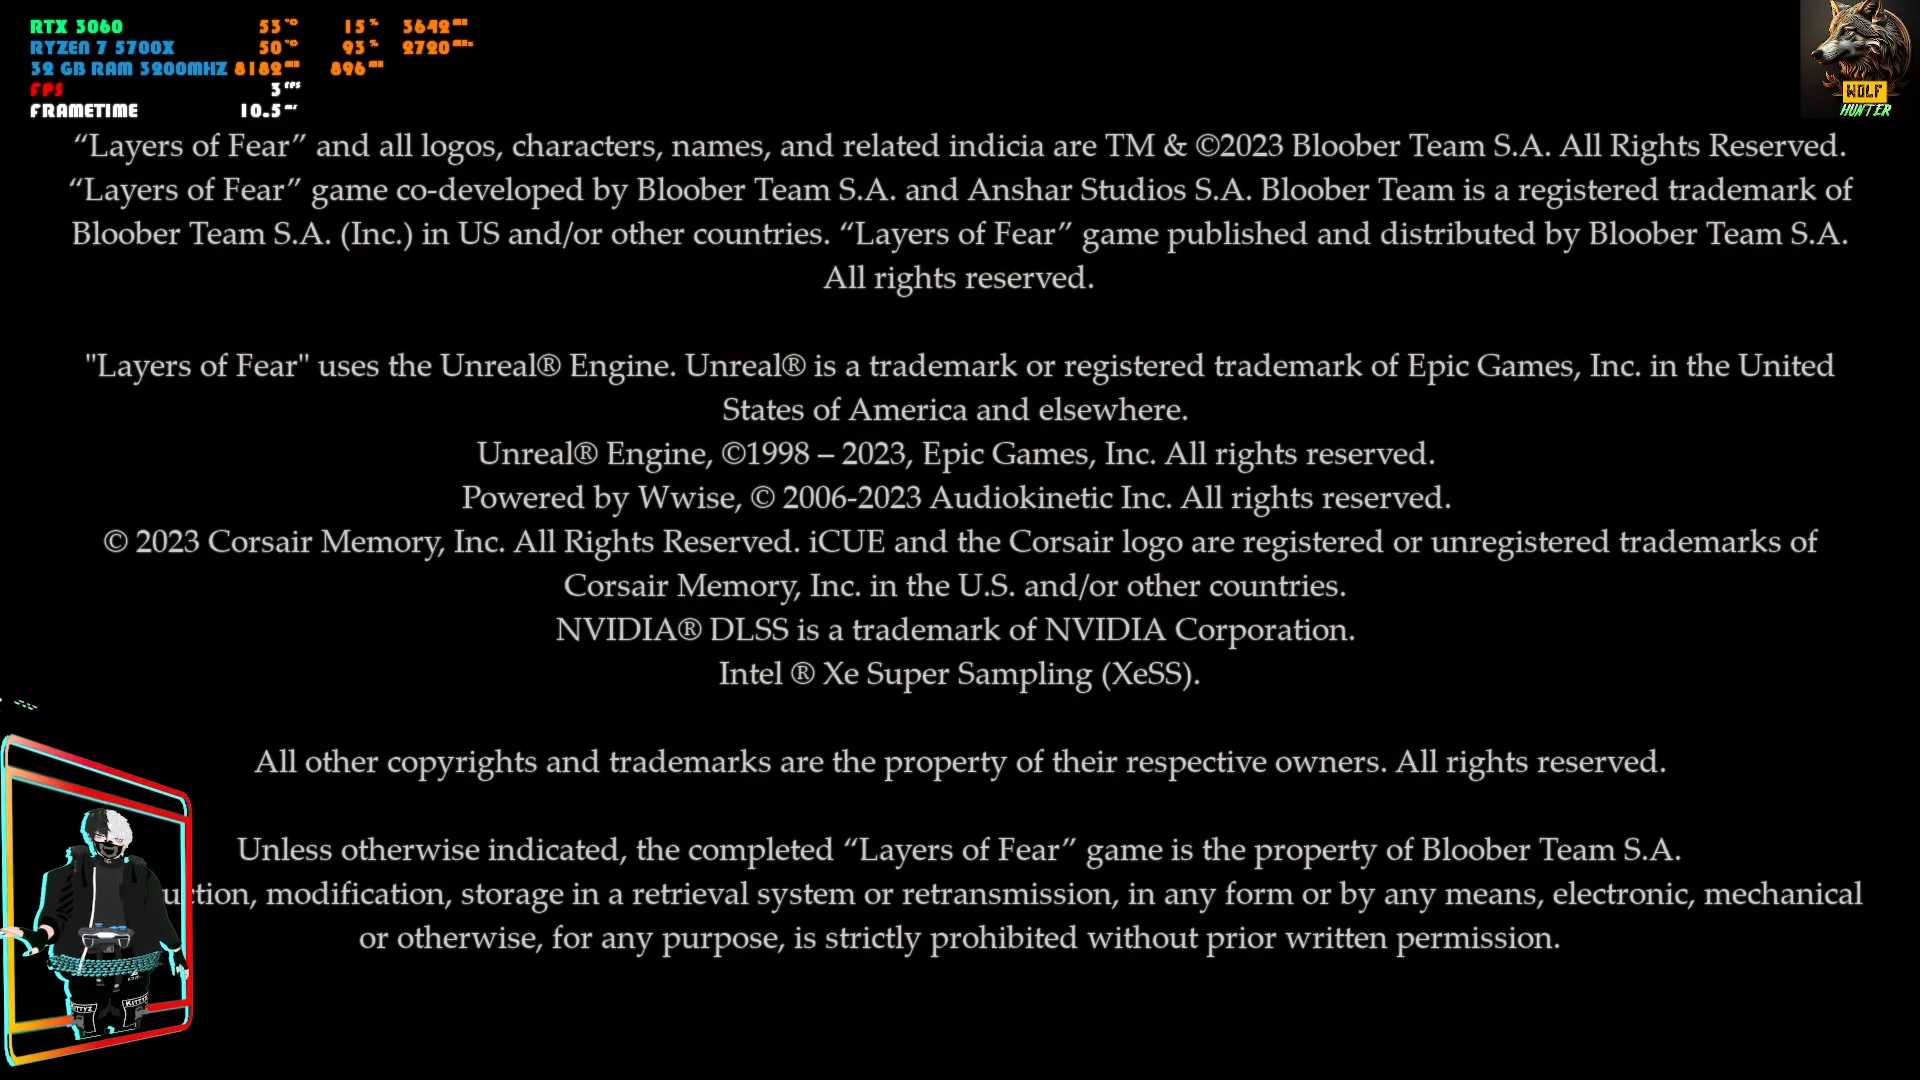 RTX 3060 53°C 15% 3642MB
RYZEN 7 5700X 50°C 93% 2720MHz
32 GB RAM 3200MHZ 8182MB 896MB
FPS 3 FPS
FRAMETIME 10.5
WOLF
HUNTER
“Layers of Fear” and all logos, characters, names, and related indicia are TM & ©2023 Bloober Team S.A. All Rights Reserved.
“Layers of Fear” game co-developed by Bloober Team S.A. and Anshar Studios S.A. Bloober Team is a registered trademark of
Bloober Team S.A. (Inc.) in US and/or other countries. “Layers of Fear” game published and distributed by Bloober Team S.A.
All rights reserved.
"Layers of Fear" uses the Unreal® Engine. Unreal® is a trademark or registered trademark of Epic Games, Inc. in the United
States of America and elsewhere.
Unreal® Engine, ©1998 – 2023, Epic Games, Inc. All rights reserved.
Powered by Wwise, © 2006-2023 Audiokinetic Inc. All rights reserved.
© 2023 Corsair Memory, Inc. All Rights Reserved. iCUE and the Corsair logo are registered or unregistered trademarks of
Corsair Memory, Inc. in the U.S. and/or other countries.
NVIDIA® DLSS is a trademark of NVIDIA Corporation.
Intel ® Xe Super Sampling (XeSS).
All other copyrights and trademarks are the property of their respective owners. All rights reserved.
Unless otherwise indicated, the completed “Layers of Fear” game is the property of Bloober Team S.A.
uction, modification, storage in a retrieval system or retransmission, in any form or by any means, electronic, mechanical
or otherwise, for any purpose, is strictly prohibited without prior written permission.